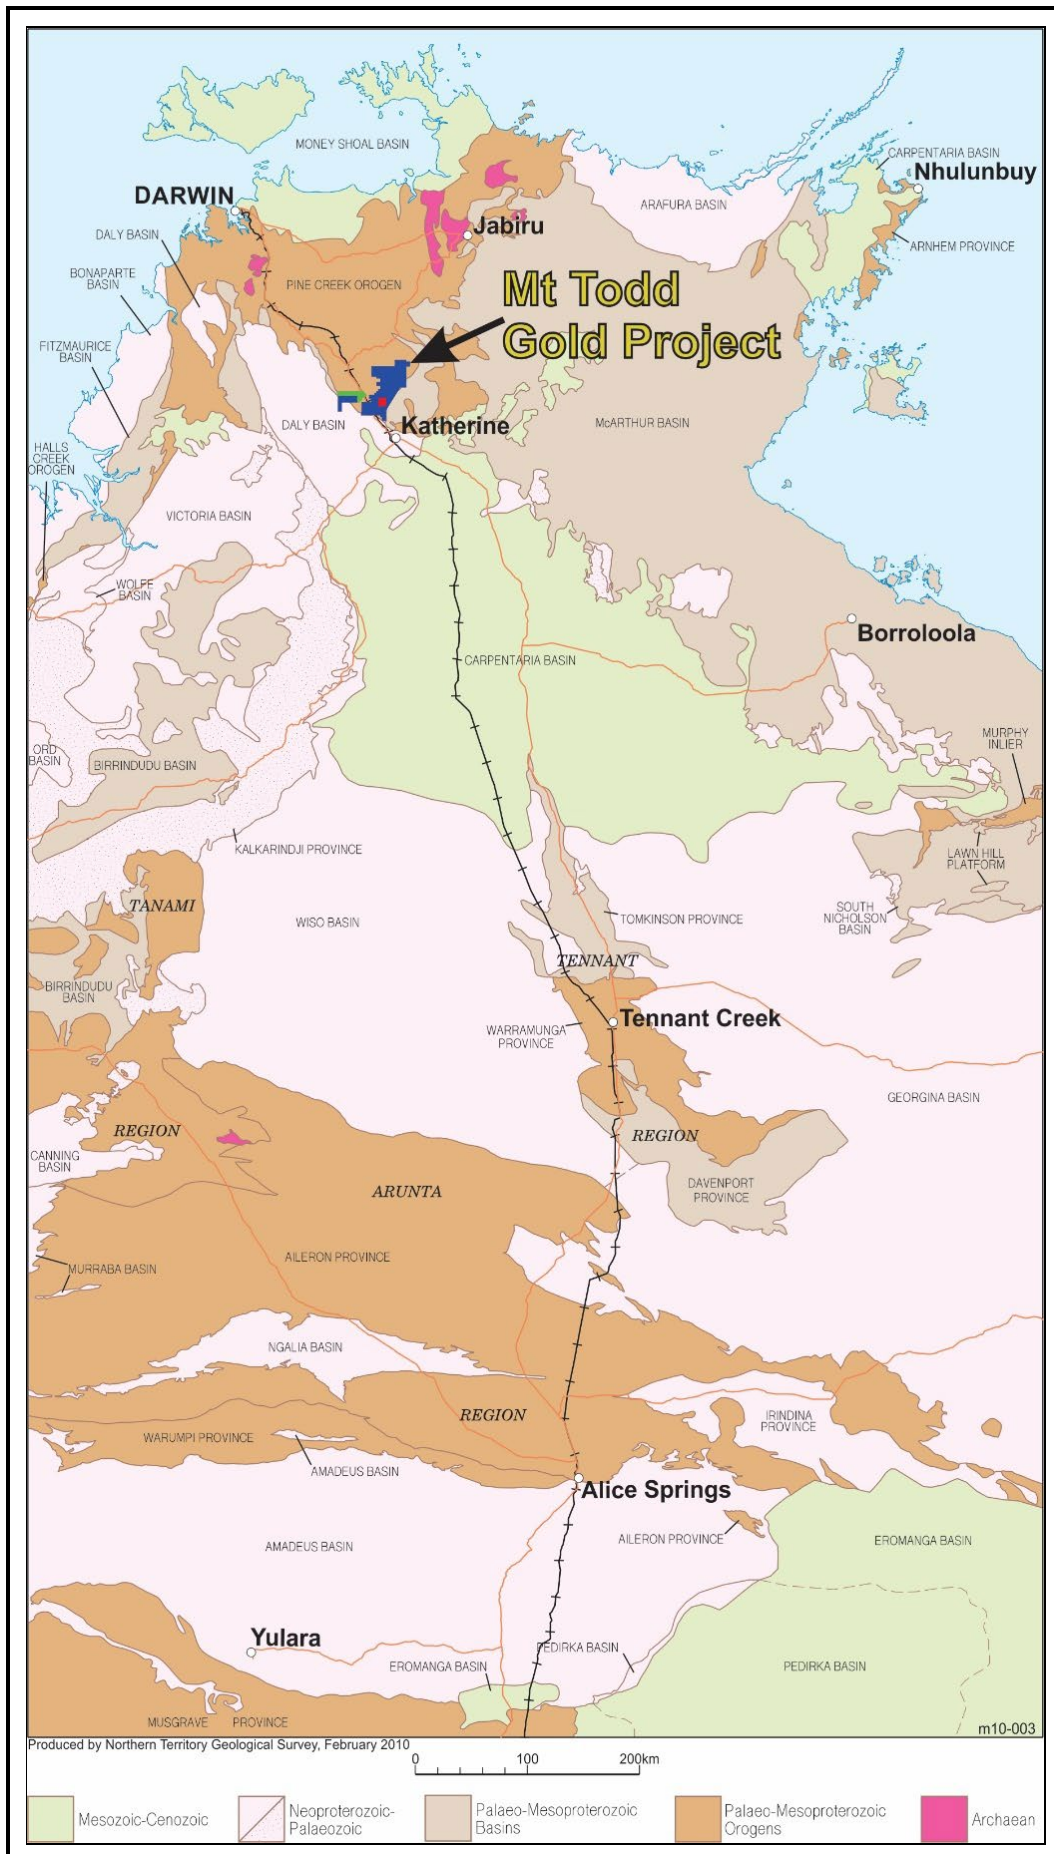 MONEY SHOAL BASIN
CARPENTARIA BASIN
Nhulunbuy
DARWIN
ARAFURA BASIN
Jabiru
DALY BASIN
ARNHEM PROVINCE
BONAPARTE
BASIN
PINE CREEK OROGEN
Mt Todd
Gold Project
FITZMAURICE
BASIN
DALY BASIN
Katherine
McARTHUR BASIN
HALLS
CREEK
OROGEN
VICTORIA BASIN
WOLFE
BASIN
Borroloola
CARPENTARIA BASIN
MURPHY
INLIER
ORD
BASIN
BIRRINDUDU BASIN
KALKARINDJI PROVINCE
LAWN HILL
PLATFORM
TANAMI
WISO BASIN
TOMKINSON PROVINCE
SOUTH
NICHOLSON
BASIN
TENNANT
BIRRINDUDU
BASIN
Tennant Creek
WARRAMUNGA
PROVINCE
GEORGINA BASIN
REGION
REGION
CANNING
BASIN
DAVENPORT
PROVINCE
ARUNTA
AILERON PROVINCE
MURRABA BASIN
NGALIA BASIN
REGION
IRINDINA
PROVINCE
WARUMPI PROVINCE
AMADEUS BASIN
Alice Springs
AILERON PROVINCE
EROMANGA BASIN
AMADEUS BASIN
Yulara
PEDIRKA BASIN
EROMANGA BASIN
PEDIRKA BASIN
MUSGRAVE PROVINCE
m10-003
Produced by Northern Territory Geological Survey, February 2010
0 100 200km
Mesozoic-Cenozoic
Neoproterozoic-
Palaeozoic
Palaeo-Mesoproterozoic
Basins
Palaeo-Mesoproterozoic
Orogens
Archaean